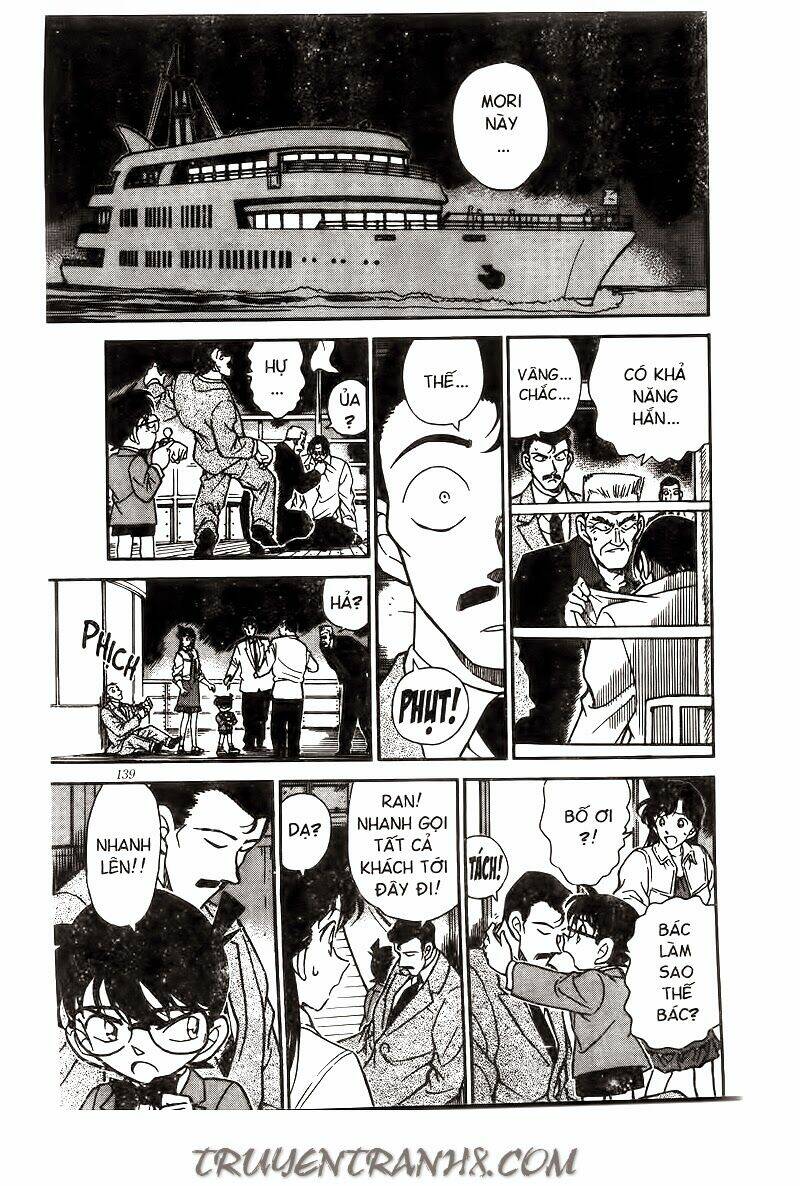 MORI
NÀY
...
CÓ KHẢ
NĂNG
HẮN...
VÂNG...
CHẮC...
THẾ...
PHỤT!
HỰ
...
ỦA
?
HẢ?
PHỊCH
139
BỐ ƠI
?!
BÁC
LÀM
SAO
THẾ
BÁC?
TÁCH!
RAN!
NHANH GỌI
TẤT CẢ
KHÁCH TỚI
ĐÂY ĐI!
DẠ?
NHANH
LÊN!!
TRUYENTRANH8.COM